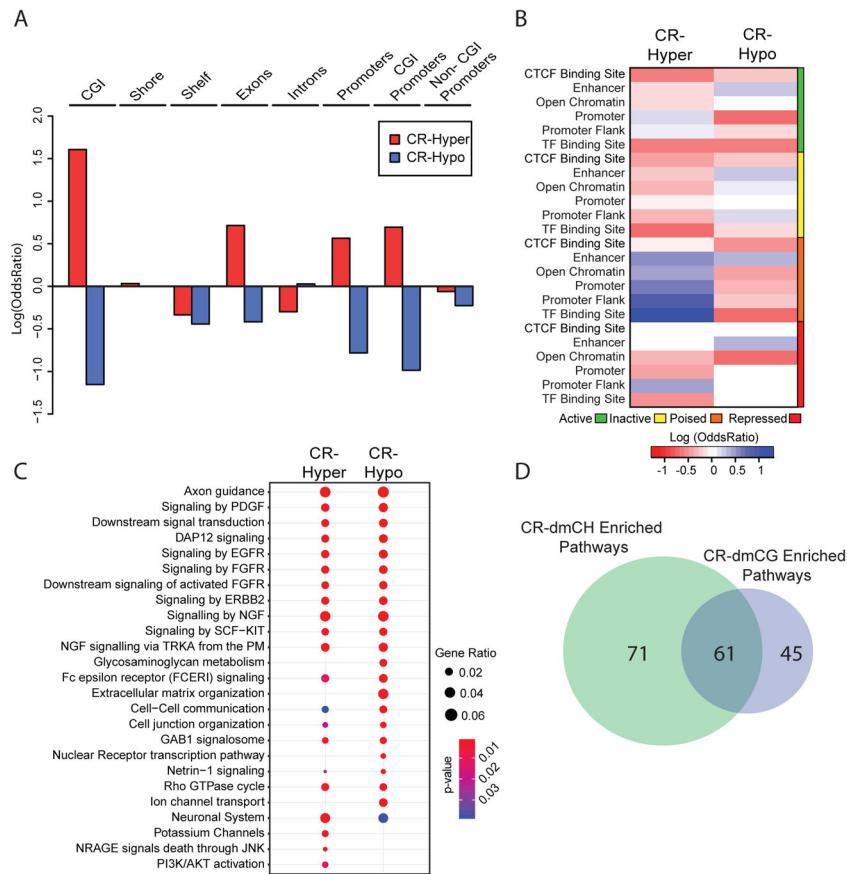 A
CGI
Shore
Shelf
Exons
Introns
Promoters
CGI
Promoters
Non- CGI
Promoters
2.0
1.5
1.0
0.5
0.0
−0.5
−1.0
−1.5
Log(OddsRatio)
CR-Hyper
CR-Hypo
B
CR-
Hyper
CR-
Hypo
CTCF Binding Site
Enhancer
Open Chromatin
Promoter
Promoter Flank
TF Binding Site
CTCF Binding Site
Enhancer
Open Chromatin
Promoter
Promoter Flank
TF Binding Site
CTCF Binding Site
Enhancer
Open Chromatin
Promoter
Promoter Flank
TF Binding Site
CTCF Binding Site
Enhancer
Open Chromatin
Promoter
Promoter Flank
TF Binding Site
Active Inactive Poised Repressed
Log (OddsRatio)
-1 -0.5 0 0.5 1
C
CR-
Hyper
CR-
Hypo
Axon guidance
Signaling by PDGF
Downstream signal transduction
DAP12 signaling
Signaling by EGFR
Signaling by FGFR
Downstream signaling of activated FGFR
Signaling by ERBB2
Signalling by NGF
Signaling by SCF−KIT
NGF signalling via TRKA from the PM
Glycosaminoglycan metabolism
Fc epsilon receptor (FCERI) signaling
Extracellular matrix organization
Cell−Cell communication
Cell junction organization
GAB1 signalosome
Nuclear Receptor transcription pathway
Netrin−1 signaling
Rho GTPase cycle
Ion channel transport
Neuronal System
Potassium Channels
NRAGE signals death through JNK
PI3K/AKT activation
Gene Ratio
0.02
0.04
0.06
p-value
0.01
0.02
0.03
D
CR-dmCH Enriched
Pathways
CR-dmCG Enriched
Pathways
71
61
45